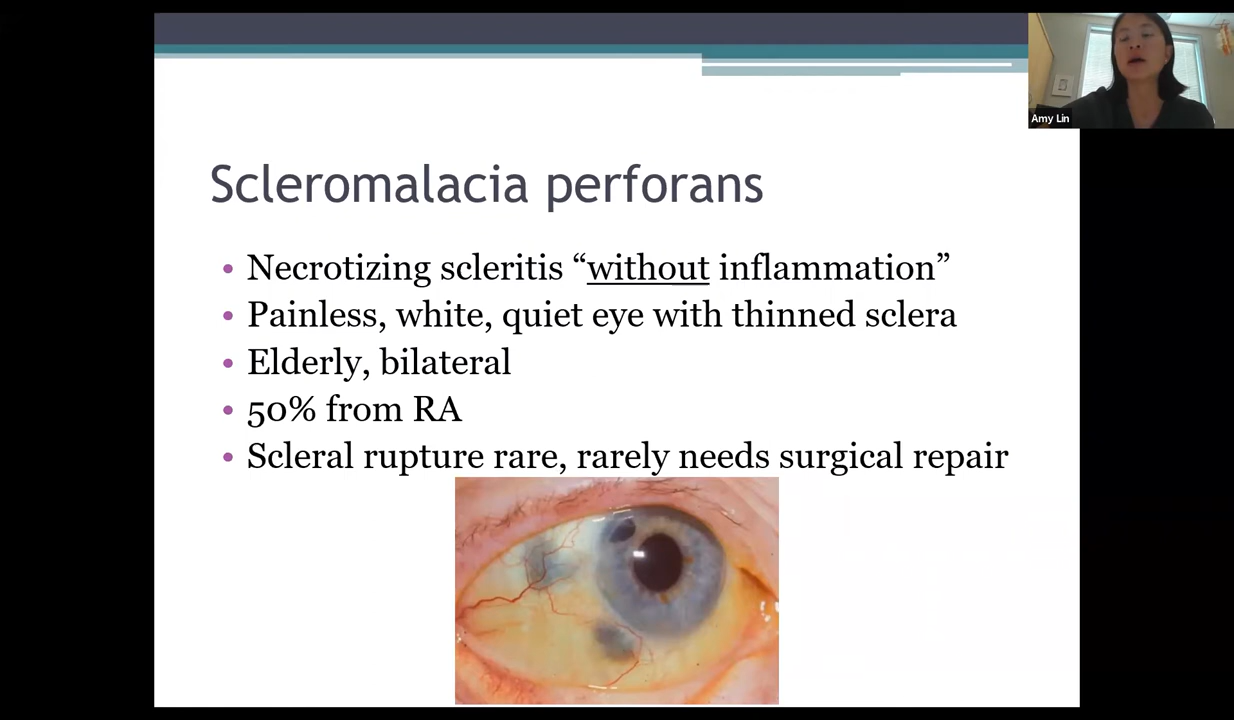 Amy Lin
Scleromalacia perforans
• Necrotizing scleritis “without inflammation”
• Painless, white, quiet eye with thinned sclera
• Elderly, bilateral
• 50% from RA
• Scleral rupture rare, rarely needs surgical repair